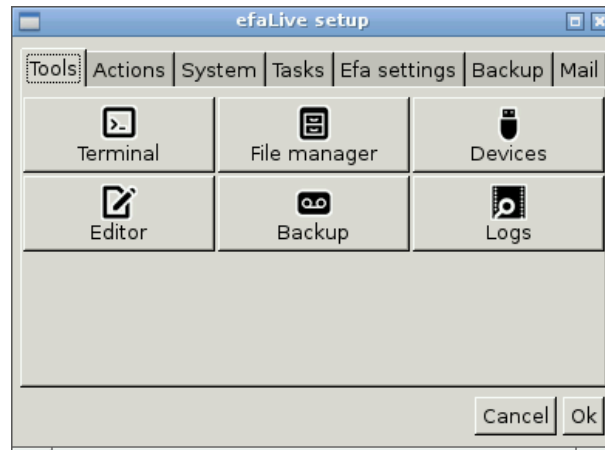 efaLive setup
Tools Actions System Tasks Efa settings Backup Mail
Terminal File manager Devices
Editor Backup Logs
Cancel Ok